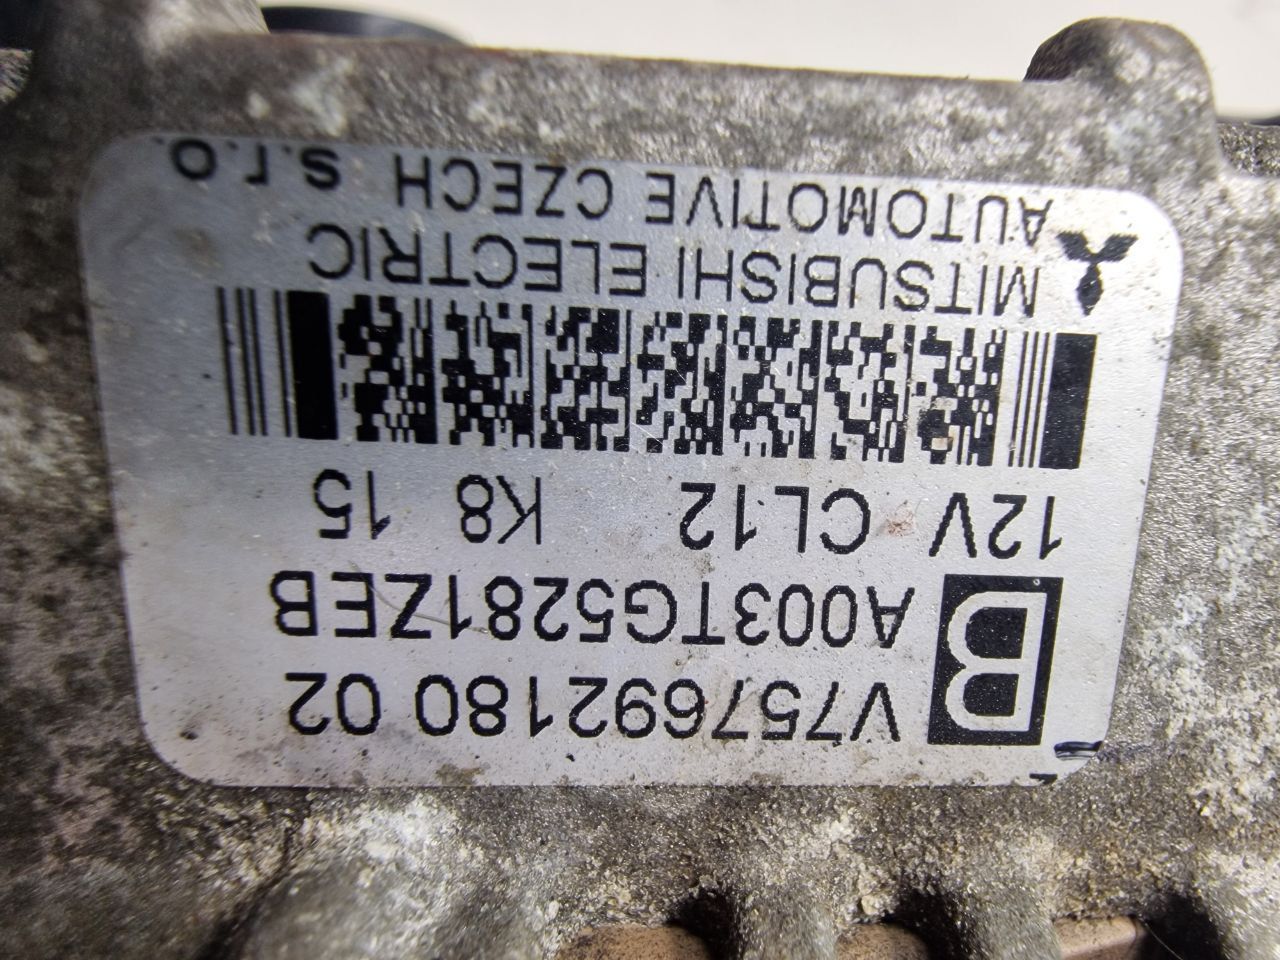 V757692180 02
B
A003TG5281ZEB
12V CL12 K8 15
MITSUBISHI ELECTRIC
AUTOMOTIVE CZECH s.r.o.